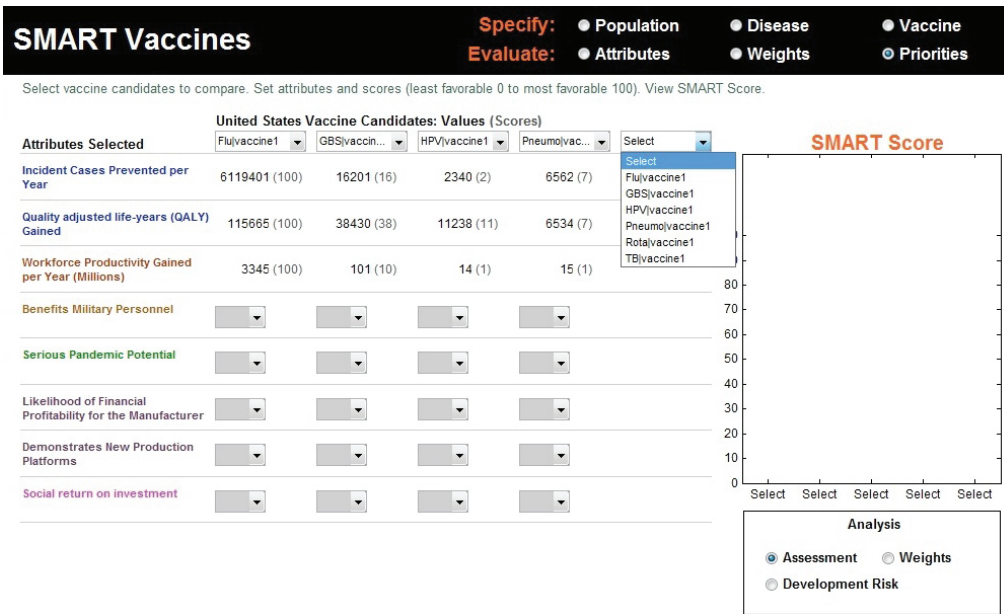 SMART Vaccines
Specify: Population Disease Vaccine
Evaluate: Attributes Weights Priorities
Select vaccine candidates to compare. Set attributes and scores (least favorable 0 to most favorable 100). View SMART Score.
United States Vaccine Candidates: Values (Scores)
Attributes Selected
Flu|vaccine1 GBS|vaccin... HPV|vaccine1 Pneumo|vac... Select
Select
Flu|vaccine1
GBS|vaccine1
HPV|vaccine1
Pneumo|vaccine1
Rota|vaccine1
TB|vaccine1
Incident Cases Prevented per
Year
6119401 (100) 16201 (16) 2340 (2) 6562 (7)
Quality adjusted life-years (QALY)
Gained
115665 (100) 38430 (38) 11238 (11) 6534 (7)
Workforce Productivity Gained
per Year (Millions)
3345 (100) 101 (10) 14 (1) 15 (1)
Benefits Military Personnel
Serious Pandemic Potential
Likelihood of Financial
Profitability for the Manufacturer
Demonstrates New Production
Platforms
Social return on investment
SMART Score
80
70
60
50
40
30
20
10
0
Select Select Select Select Select
Analysis
Assessment Weights
Development Risk